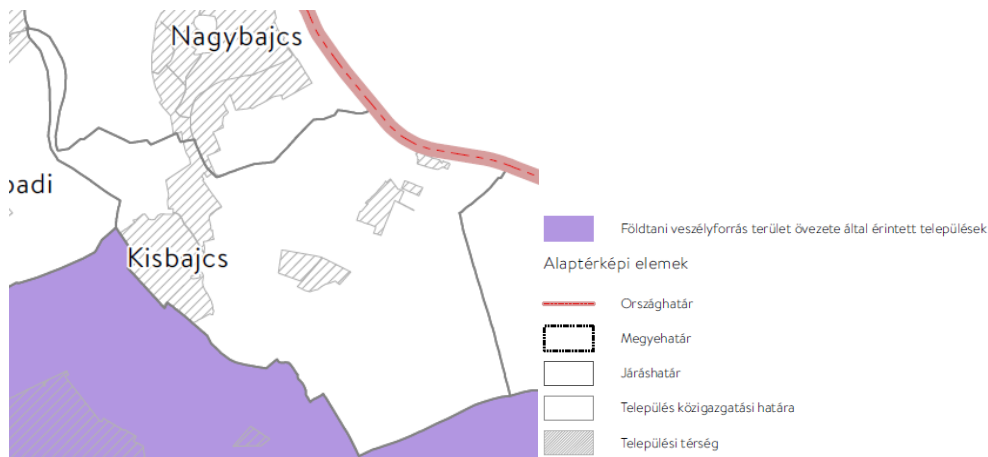 Nagybajcs
Kisbajcs
Földtani veszélyforrás terület övezete által érintett települések
Alaptérképi elemek
Országhatár
Megyehatár
Járáshatár
Település közigazgatási határa
Települési térség